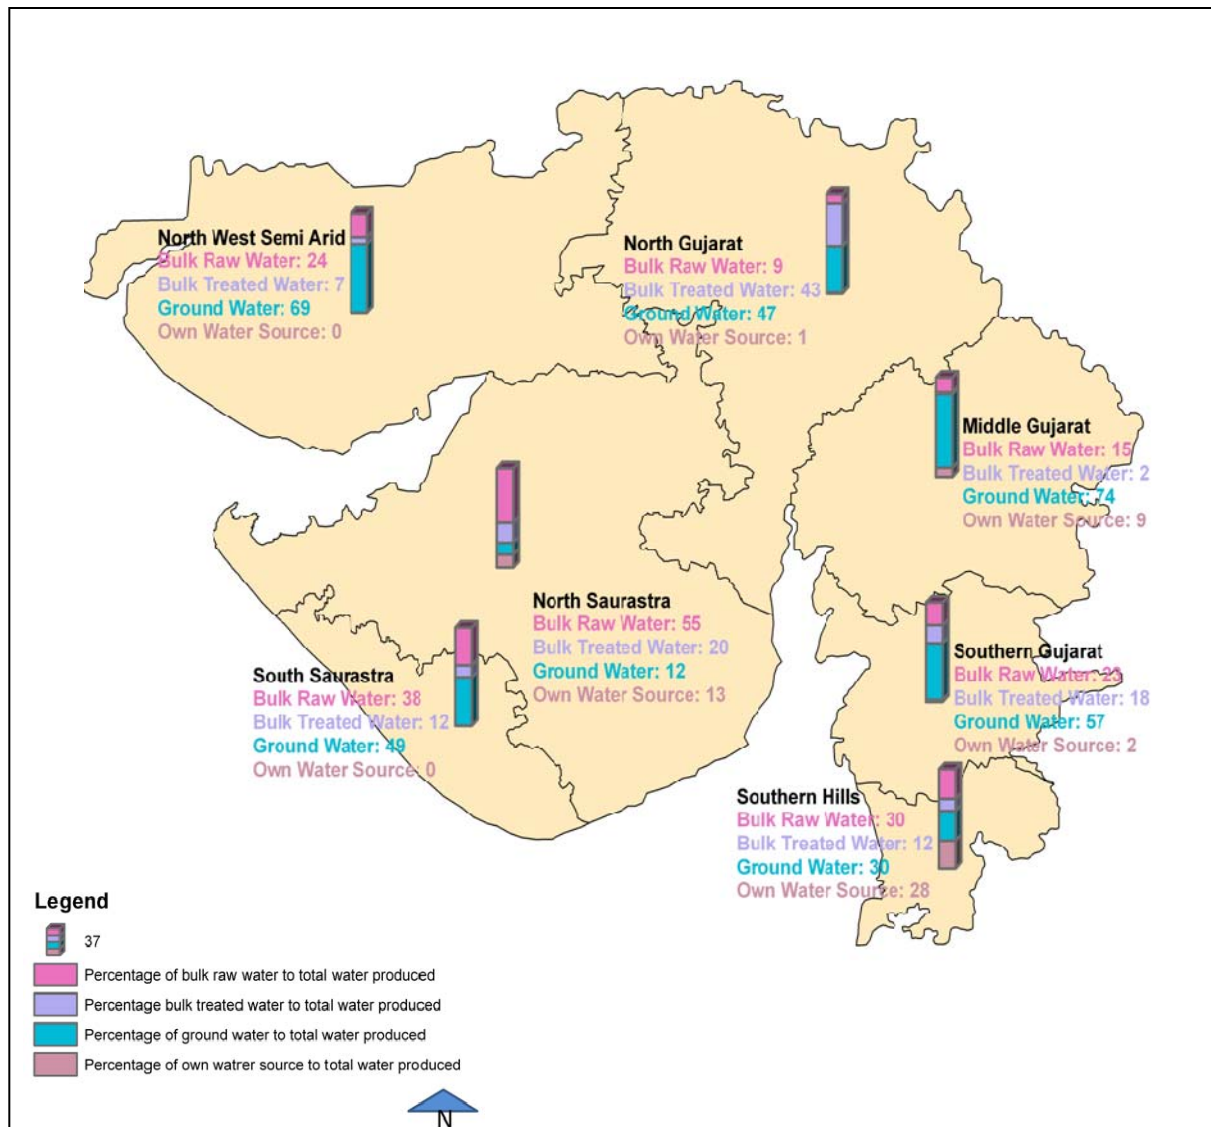 North West Semi Arid
Bulk Raw Water: 24
Bulk Treated Water: 7
Ground Water: 69
Own Water Source: 0
North Gujarat
Bulk Raw Water: 9
Bulk Treated Water: 43
Ground Water: 47
Own Water Source: 1
Middle Gujarat
Bulk Raw Water: 15
Bulk Treated Water: 2
Ground Water: 74
Own Water Source: 9
North Saurastra
Bulk Raw Water: 55
Bulk Treated Water: 20
Ground Water: 12
Own Water Source: 13
South Saurastra
Bulk Raw Water: 38
Bulk Treated Water: 12
Ground Water: 49
Own Water Source: 0
Southern Gujarat
Bulk Raw Water: 23
Bulk Treated Water: 18
Ground Water: 57
Own Water Source: 2
Southern Hills
Bulk Raw Water: 30
Bulk Treated Water: 12
Ground Water: 30
Own Water Source: 28
Legend
37
Percentage of bulk raw water to total water produced
Percentage bulk treated water to total water produced
Percentage of ground water to total water produced
Percentage of own watrer source to total water produced
N